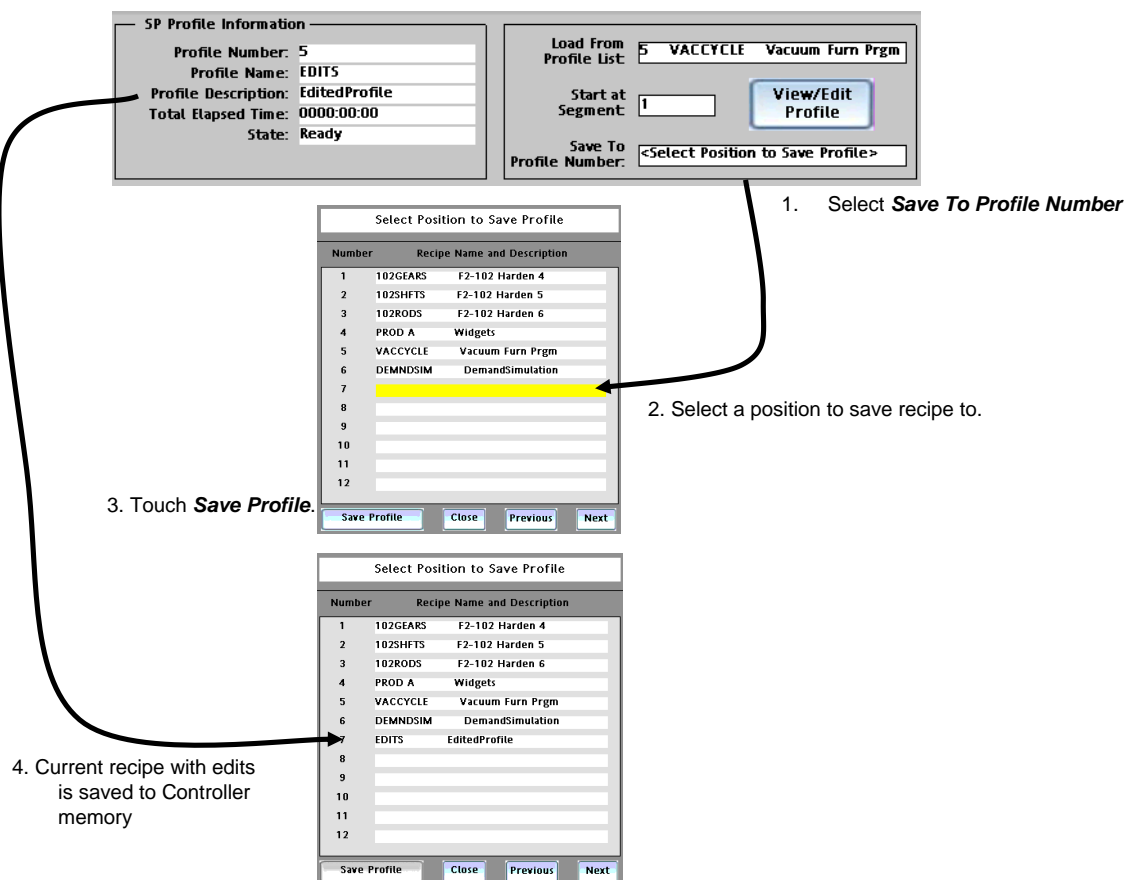 SP Profile Information
Profile Number: 5
Profile Name: EDITS
Profile Description: EditedProfile
Total Elapsed Time: 0000:00:00
State: Ready
Load From
Profile List: 5 VACCYCLE Vacuum Furn Prgm
Start at
Segment: 1
View/Edit
Profile
Save To
Profile Number: <Select Position to Save Profile>
1. Select Save To Profile Number
Select Position to Save Profile
Number Recipe Name and Description
1 102GEARS F2-102 Harden 4
2 102SHFTS F2-102 Harden 5
3 102RODS F2-102 Harden 6
4 PROD A Widgets
5 VACCYCLE Vacuum Furn Prgm
6 DEMNDSIM DemandSimulation
7
8
9
10
11
12
2. Select a position to save recipe to.
3. Touch Save Profile.
Save Profile Close Previous Next
Select Position to Save Profile
Number Recipe Name and Description
1 102GEARS F2-102 Harden 4
2 102SHFTS F2-102 Harden 5
3 102RODS F2-102 Harden 6
4 PROD A Widgets
5 VACCYCLE Vacuum Furn Prgm
6 DEMNDSIM DemandSimulation
7 EDITS EditedProfile
8
9
10
11
12
4. Current recipe with edits
is saved to Controller
memory
Save Profile Close Previous Next